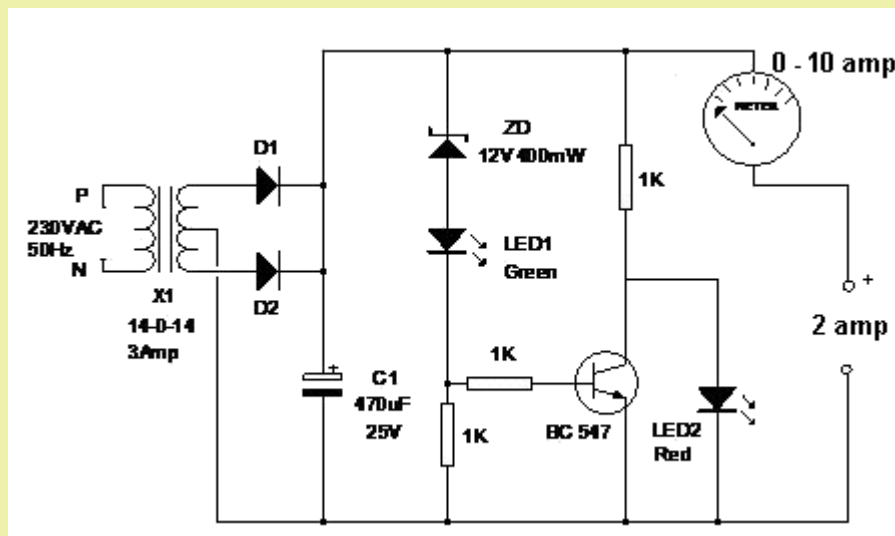 0 - 10 amp
METER
D1
ZD
12V 400mW
1K
P
230VAC
50Hz
N
LED1
Green
D2
X1
14-0-14
3Amp
+
2 amp
+
C1
470uF
25V
1K
1K
BC 547
LED2
Red